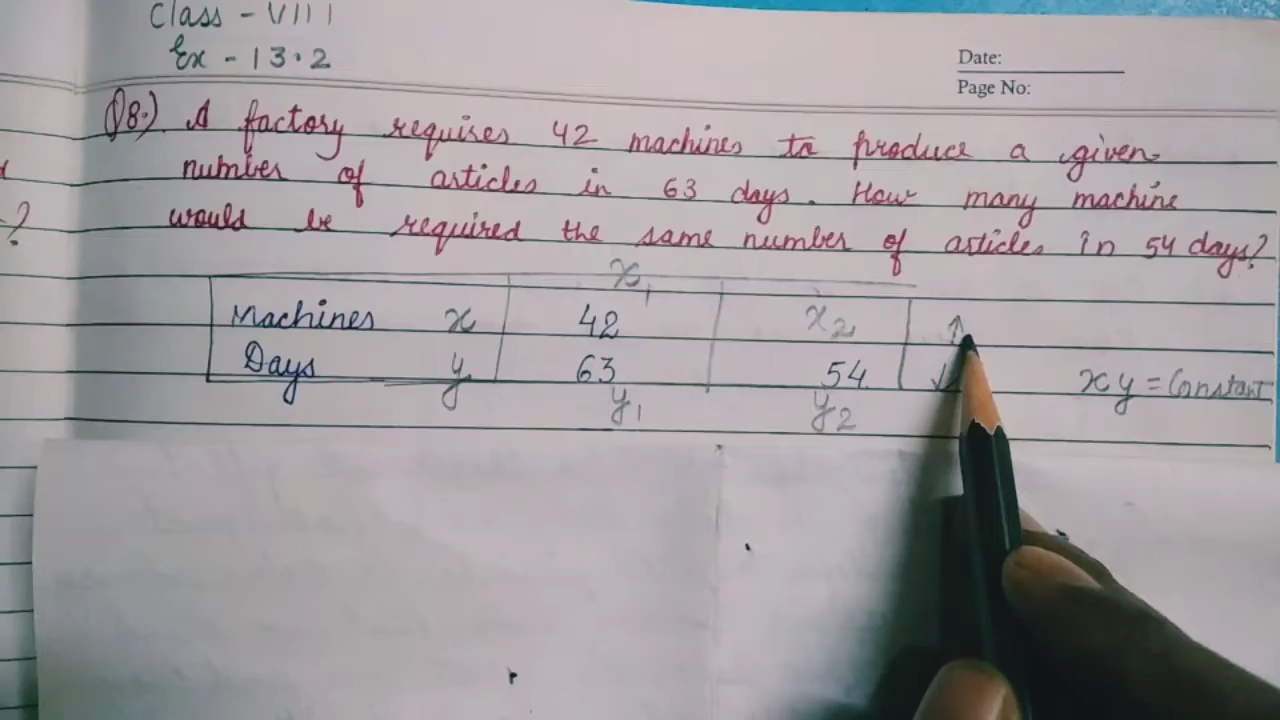 Class - VIII
Ex - 13.2
Date:
Page No:
Q8.) A factory requires 42 machines to produce a given
number of articles in 63 days. How many machine
would be required the same number of articles in 54 days?
x1
Machines x 42 x2 ↑
Days y 63 54 ↓ xy = Constant
y1 y2
?